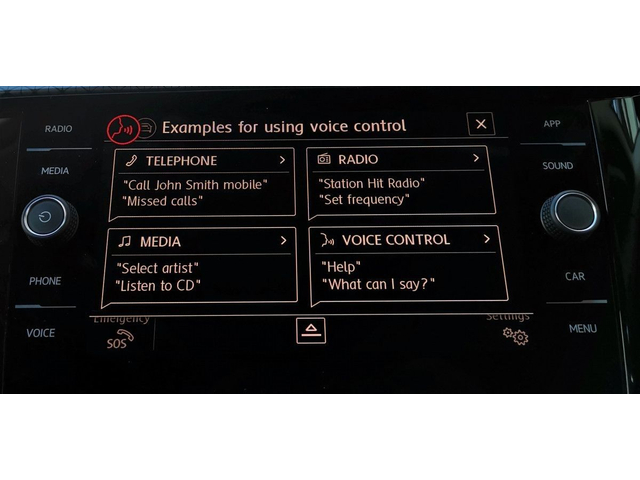 RADIO
MEDIA
PHONE
VOICE
Examples for using voice control
TELEPHONE
"Call John Smith mobile"
"Missed calls"
RADIO
"Station Hit Radio"
"Set frequency"
MEDIA
"Select artist"
"Listen to CD"
VOICE CONTROL
"Help"
"What can I say?"
Emergency
SOS
Settings
APP
SOUND
CAR
MENU